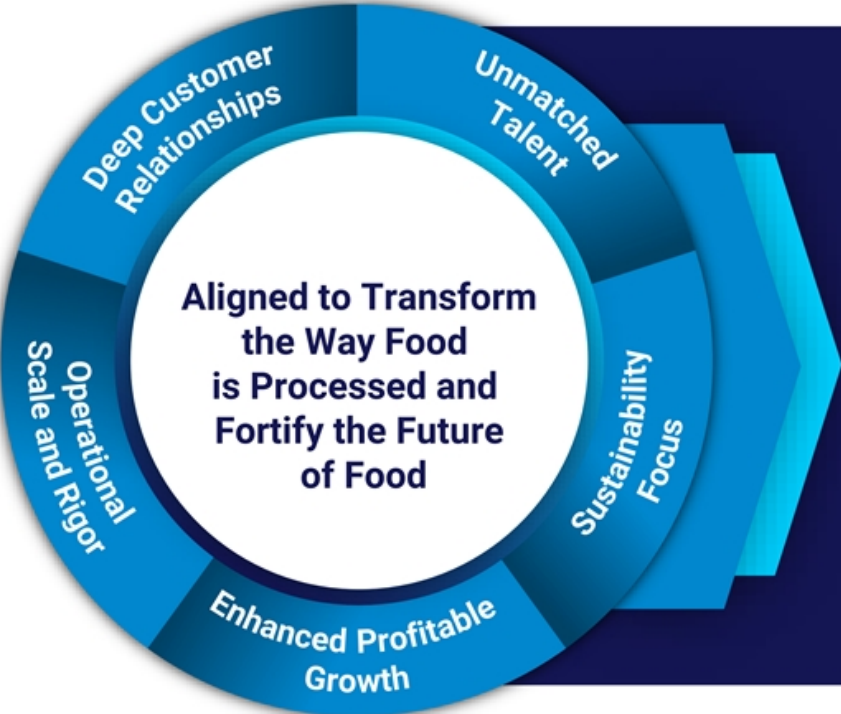 Deep Customer
Relationships
Unmatched
Talent
Aligned to Transform
the Way Food
is Processed and
Fortify the Future
of Food
Sustainability
Focus
Operational
Scale and Rigor
Enhanced Profitable
Growth